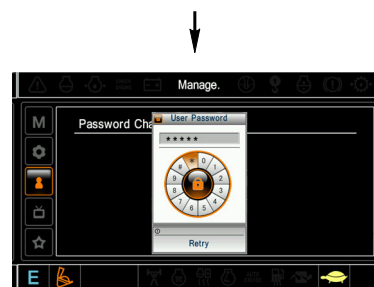 Manage.
M
Password Cha
User Password
*****
# * 0 1 2 3 4 5 6 7 8 9
Retry
E